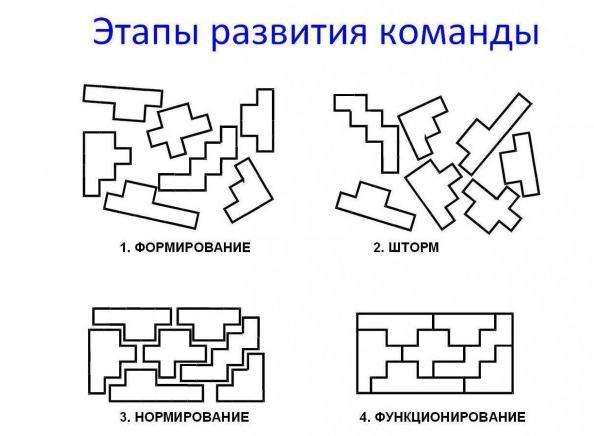 Этапы развития команды
1. ФОРМИРОВАНИЕ
2. ШТОРМ
3. НОРМИРОВАНИЕ
4. ФУНКЦИОНИРОВАНИЕ